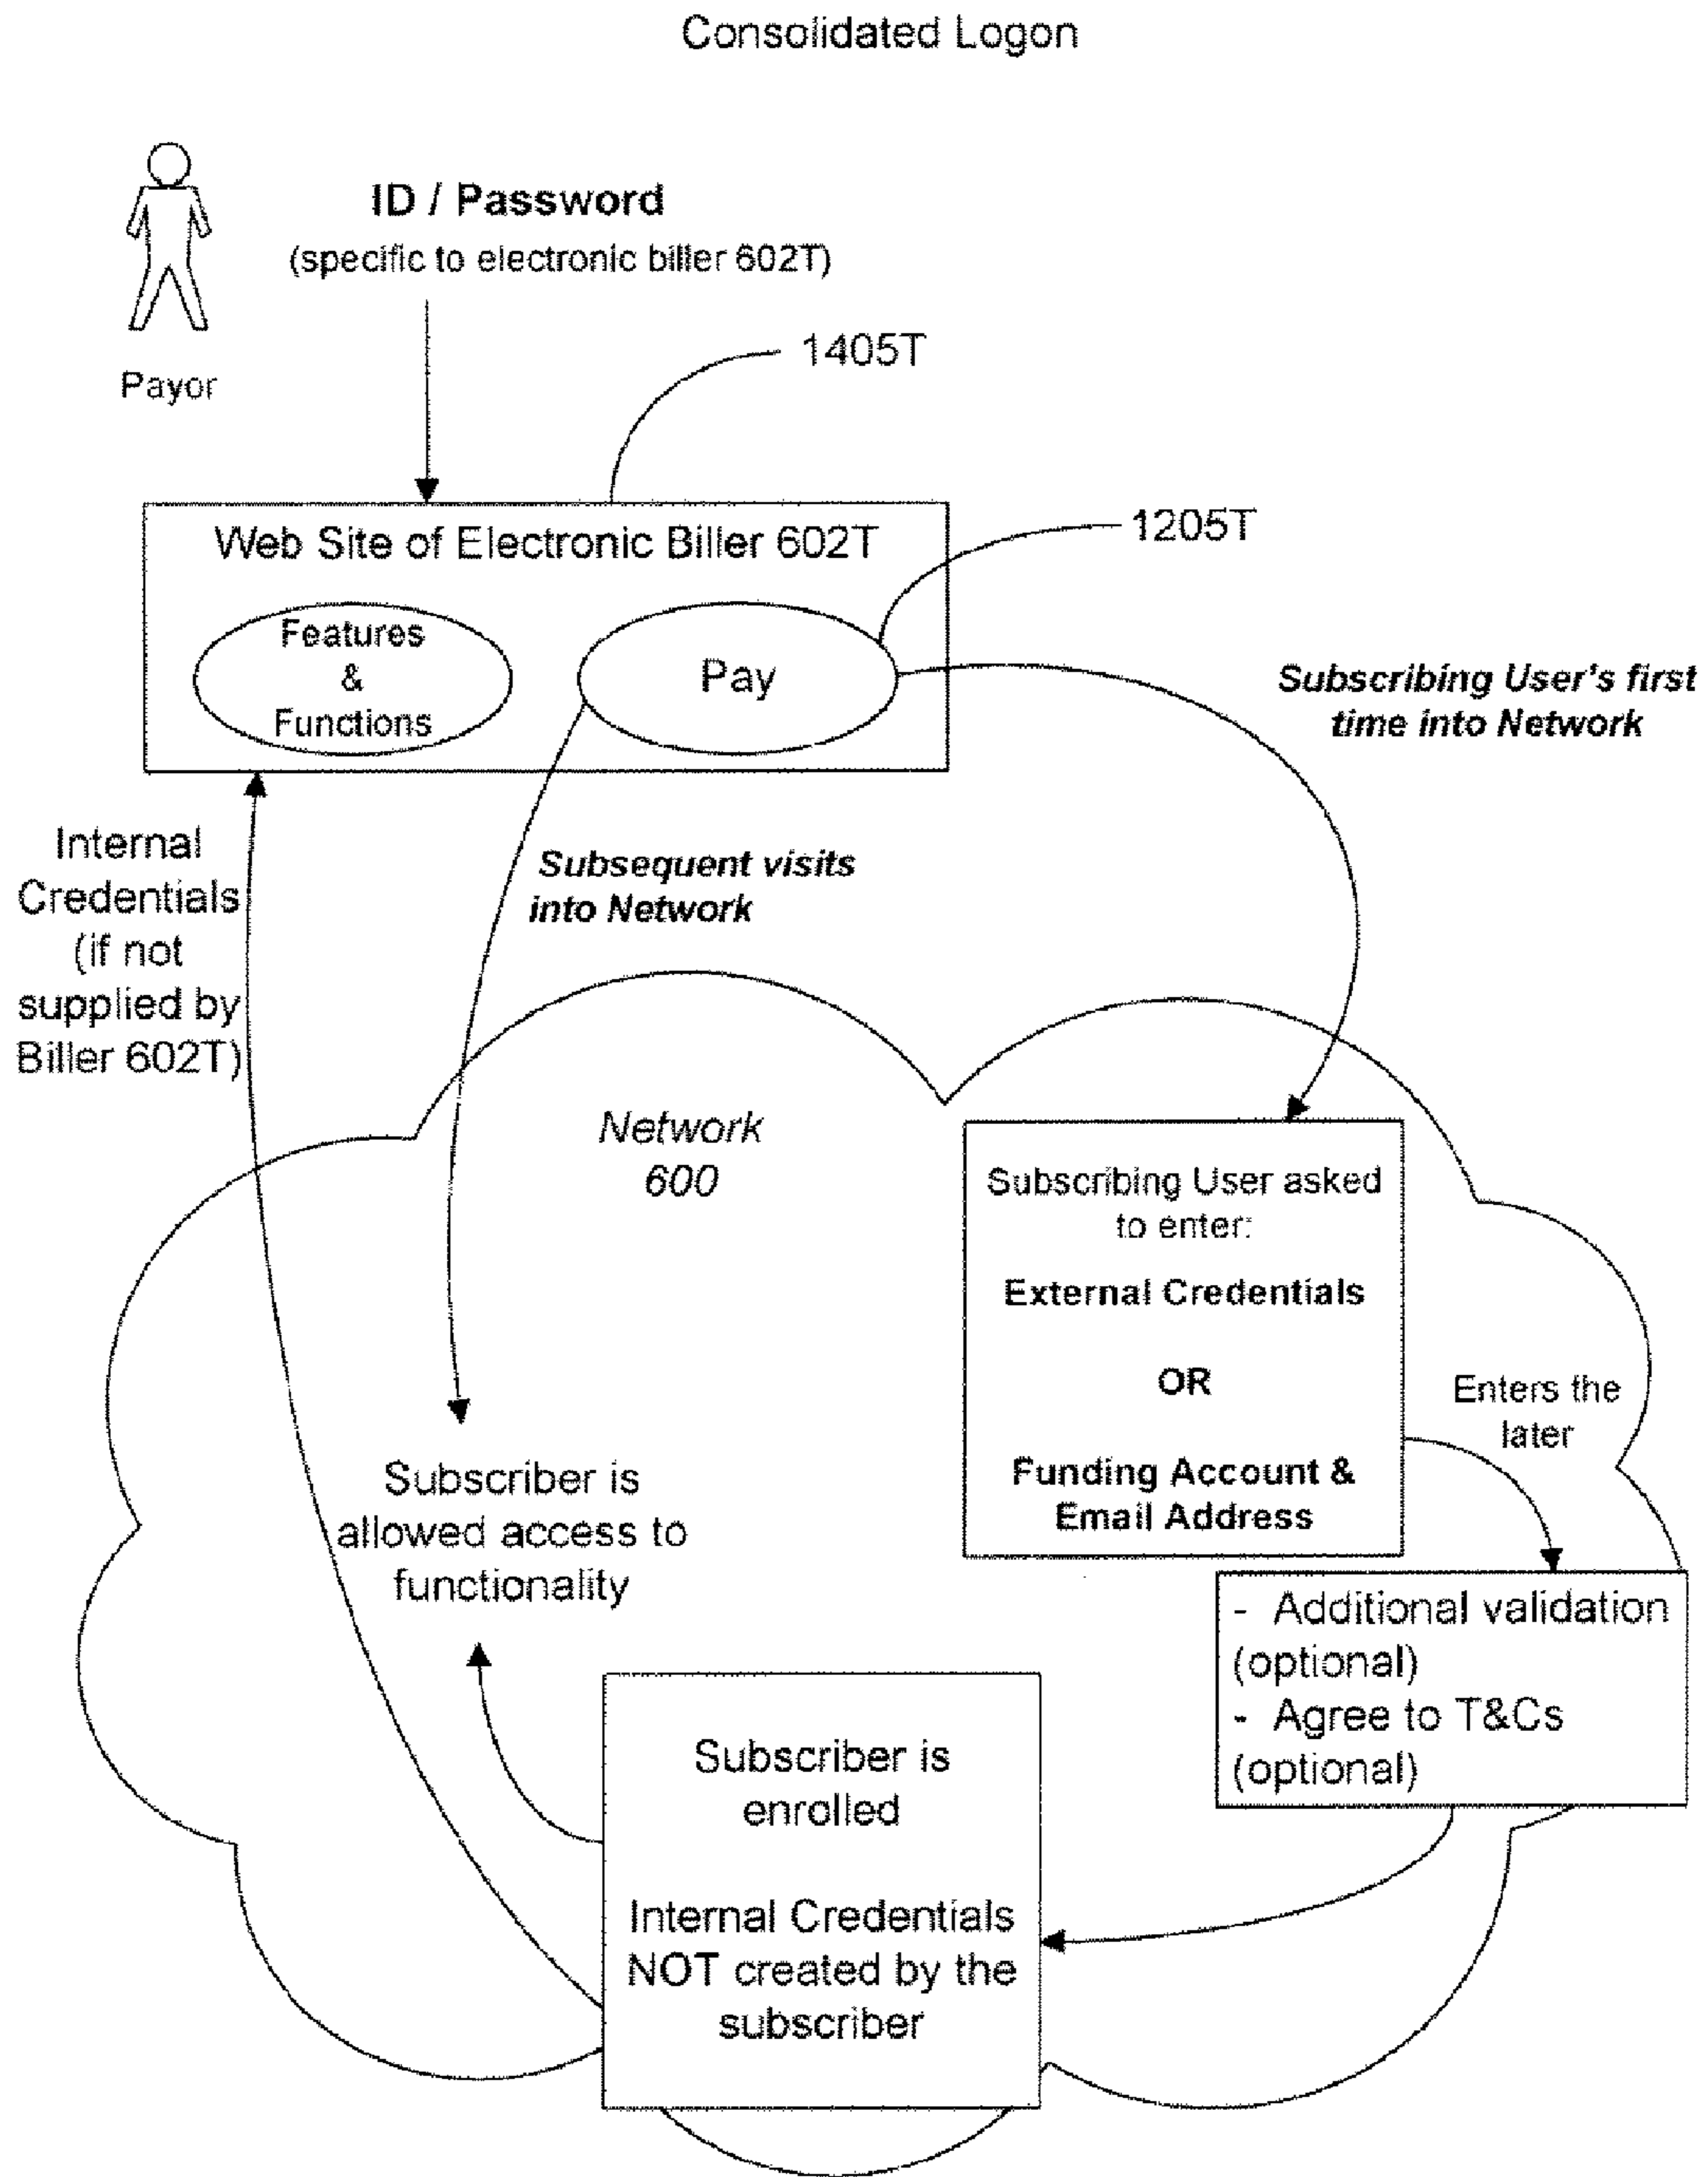 Consolidated Logon
ID / Password
(specific to electronic biller 602T)
Payor
1405T
1205T
Web Site of Electronic Biller 602T
Features
&
Functions
Pay
Subscribing User's first
time into Network
Internal
Credentials
(if not
supplied by
Biller 602T)
Subsequent visits
into Network
Network
600
Subscribing User asked
to enter:
External Credentials
OR
Funding Account &
Email Address
Enters the
later
Subscriber is
allowed access to
functionality
- Additional validation
(optional)
- Agree to T&Cs
(optional)
Subscriber is
enrolled
Internal Credentials
NOT created by the
subscriber